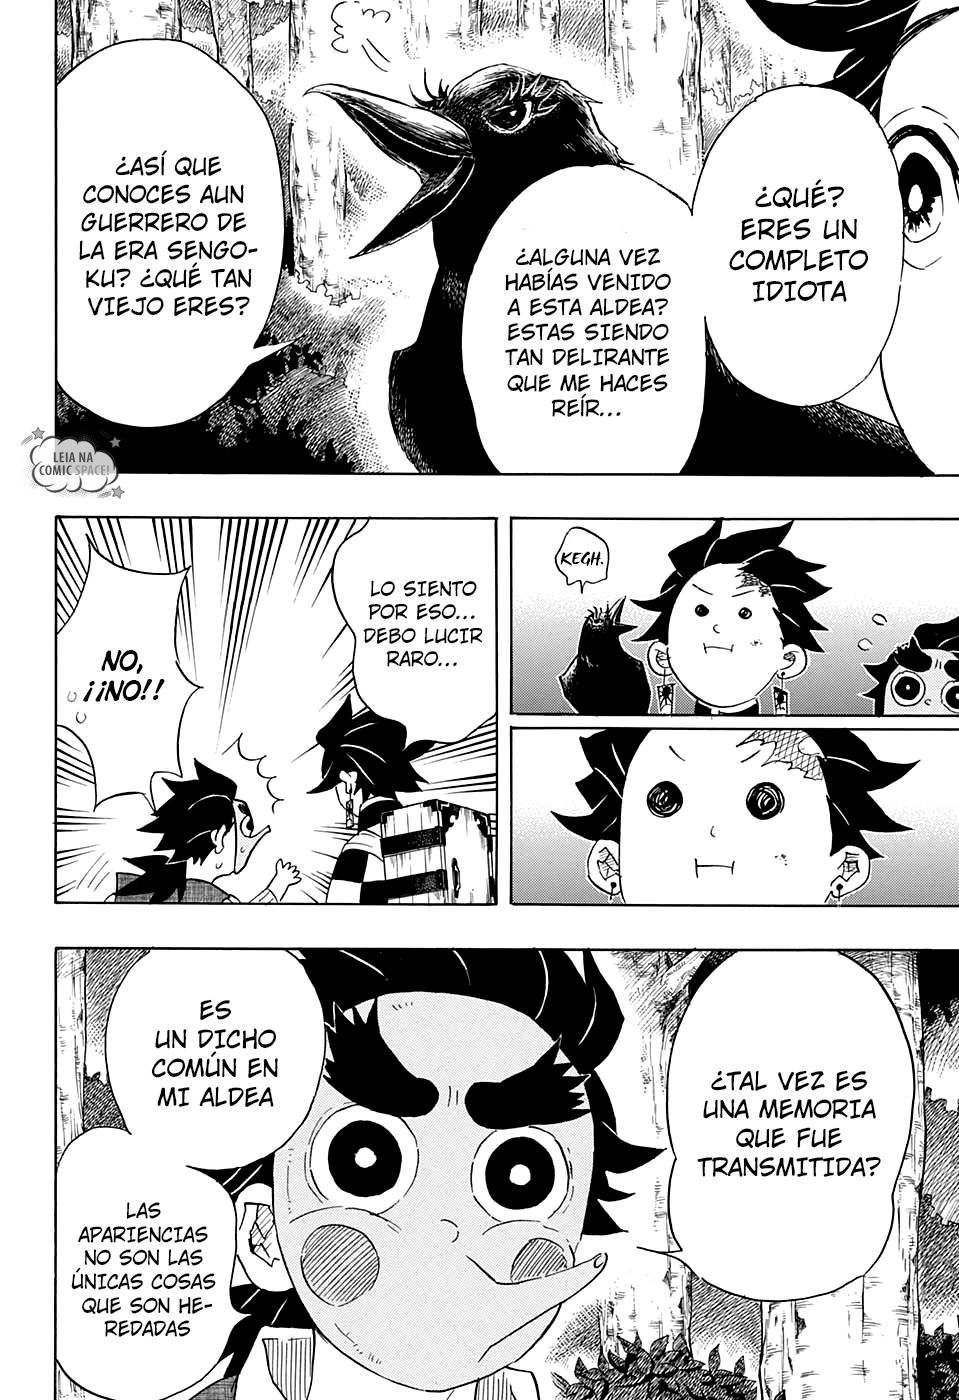 ¿QUÉ?
ERES UN
COMPLETO
IDIOTA
¿ALGUNA VEZ
HABÍAS VENIDO
A ESTA ALDEA?
ESTAS SIENDO
TAN DELIRANTE
QUE ME HACES
REÍR...
¿ASÍ QUE
CONOCES AUN
GUERRERO DE
LA ERA SENGO-
KU? ¿QUÉ TAN
VIEJO ERES?
LEIA NA
COMIC SPACE!
KEGH.
LO SIENTO
POR ESO...
DEBO LUCIR
RARO...
NO,
¡¡NO!!
¿TAL VEZ ES
UNA MEMORIA
QUE FUE
TRANSMITIDA?
ES
UN DICHO
COMÚN EN
MI ALDEA
LAS
APARIENCIAS
NO SON LAS
ÚNICAS COSAS
QUE SON HE-
REDADAS